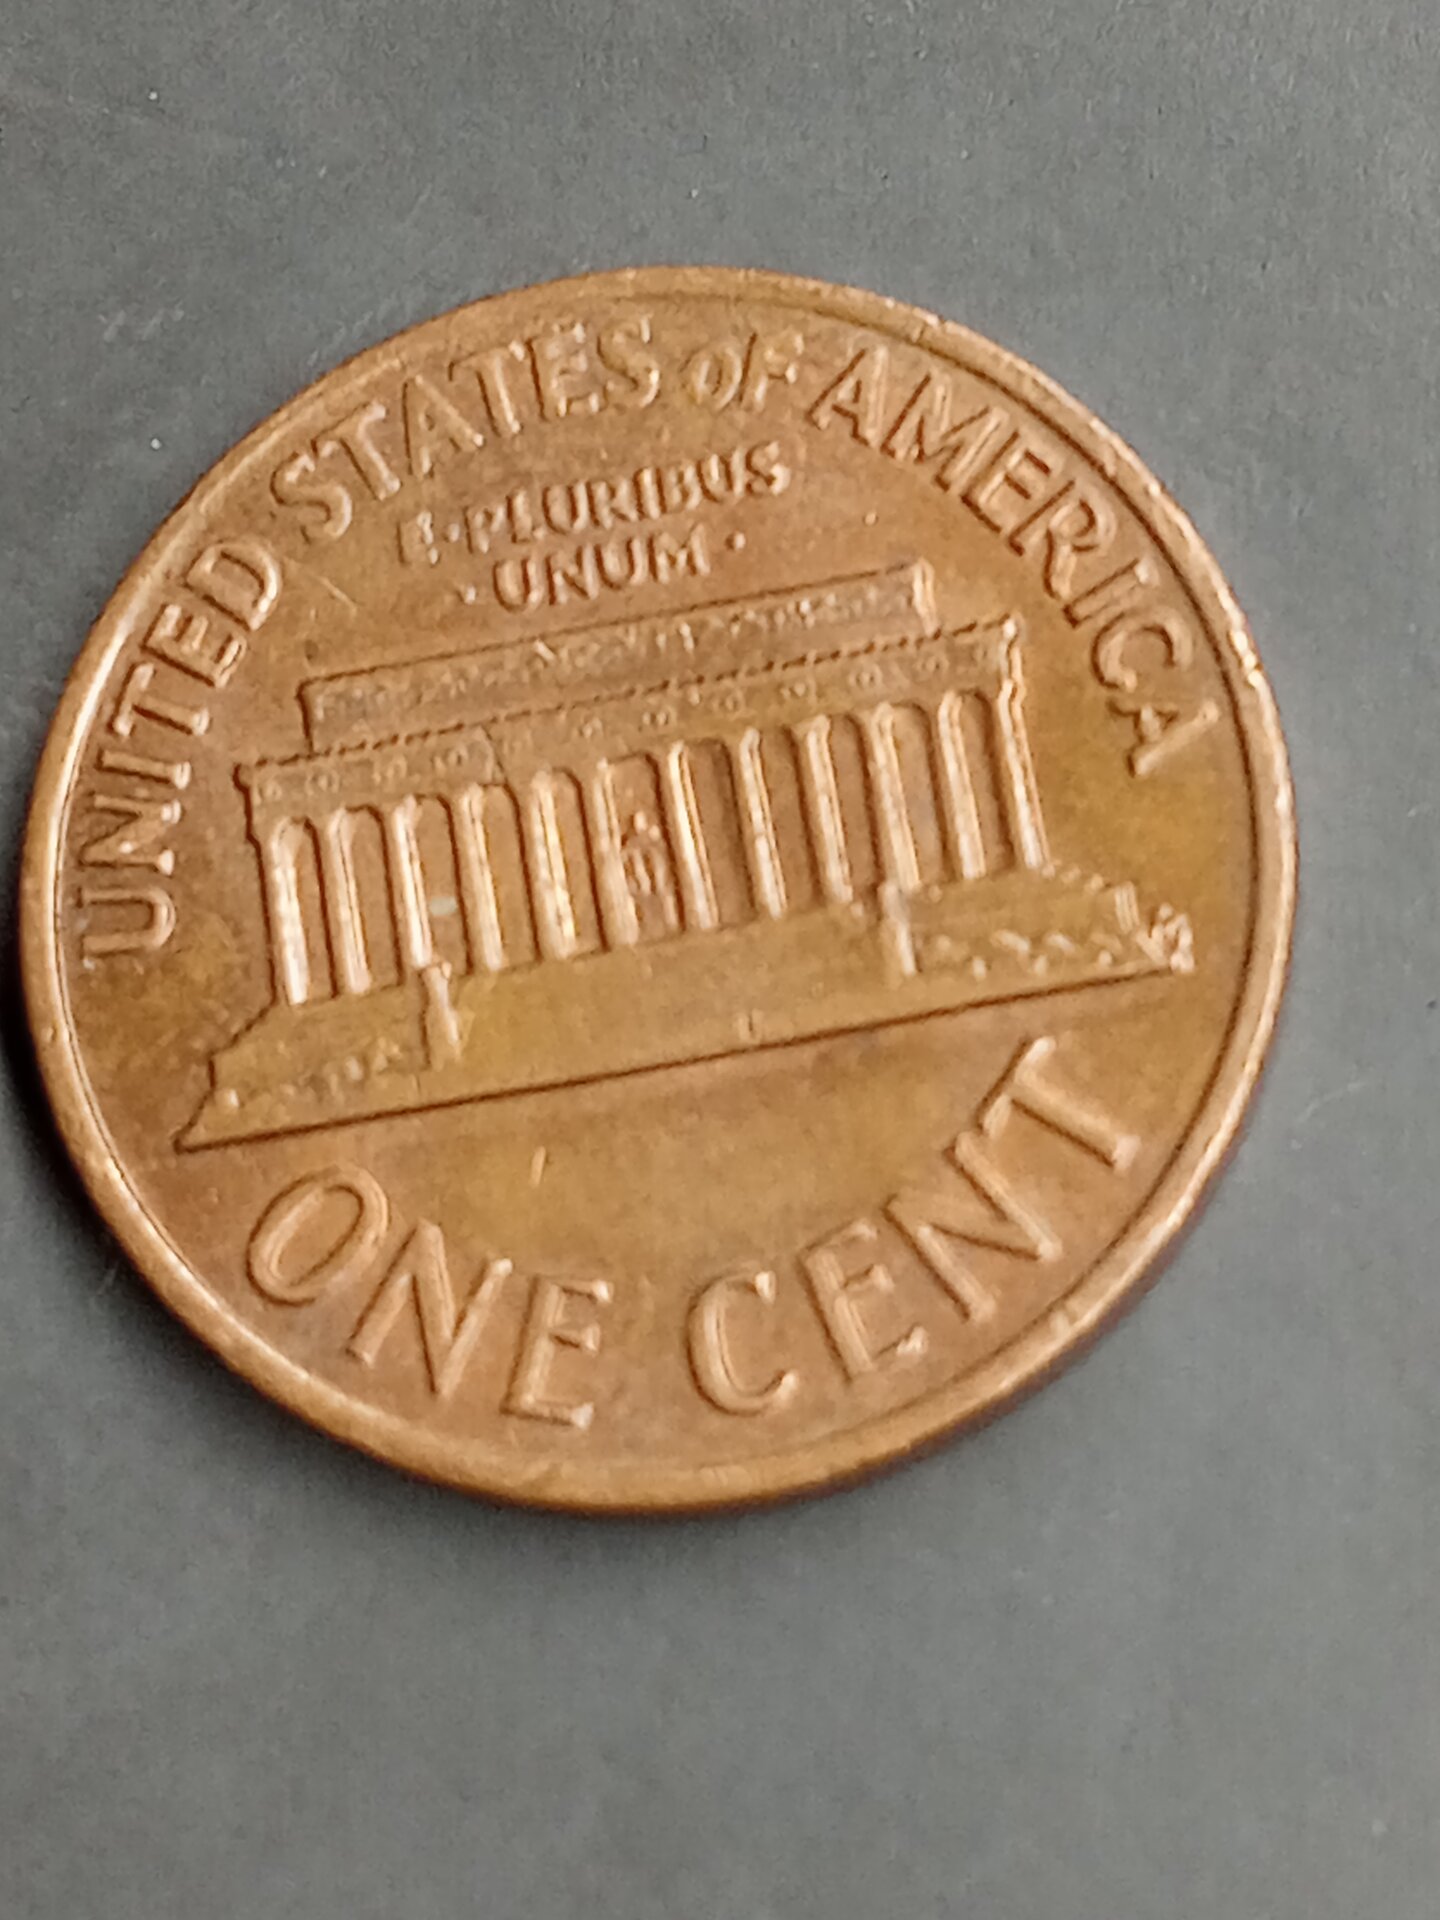 UNITED STATES OF AMERICA
E·PLURIBUS
·UNUM·
ONE CENT